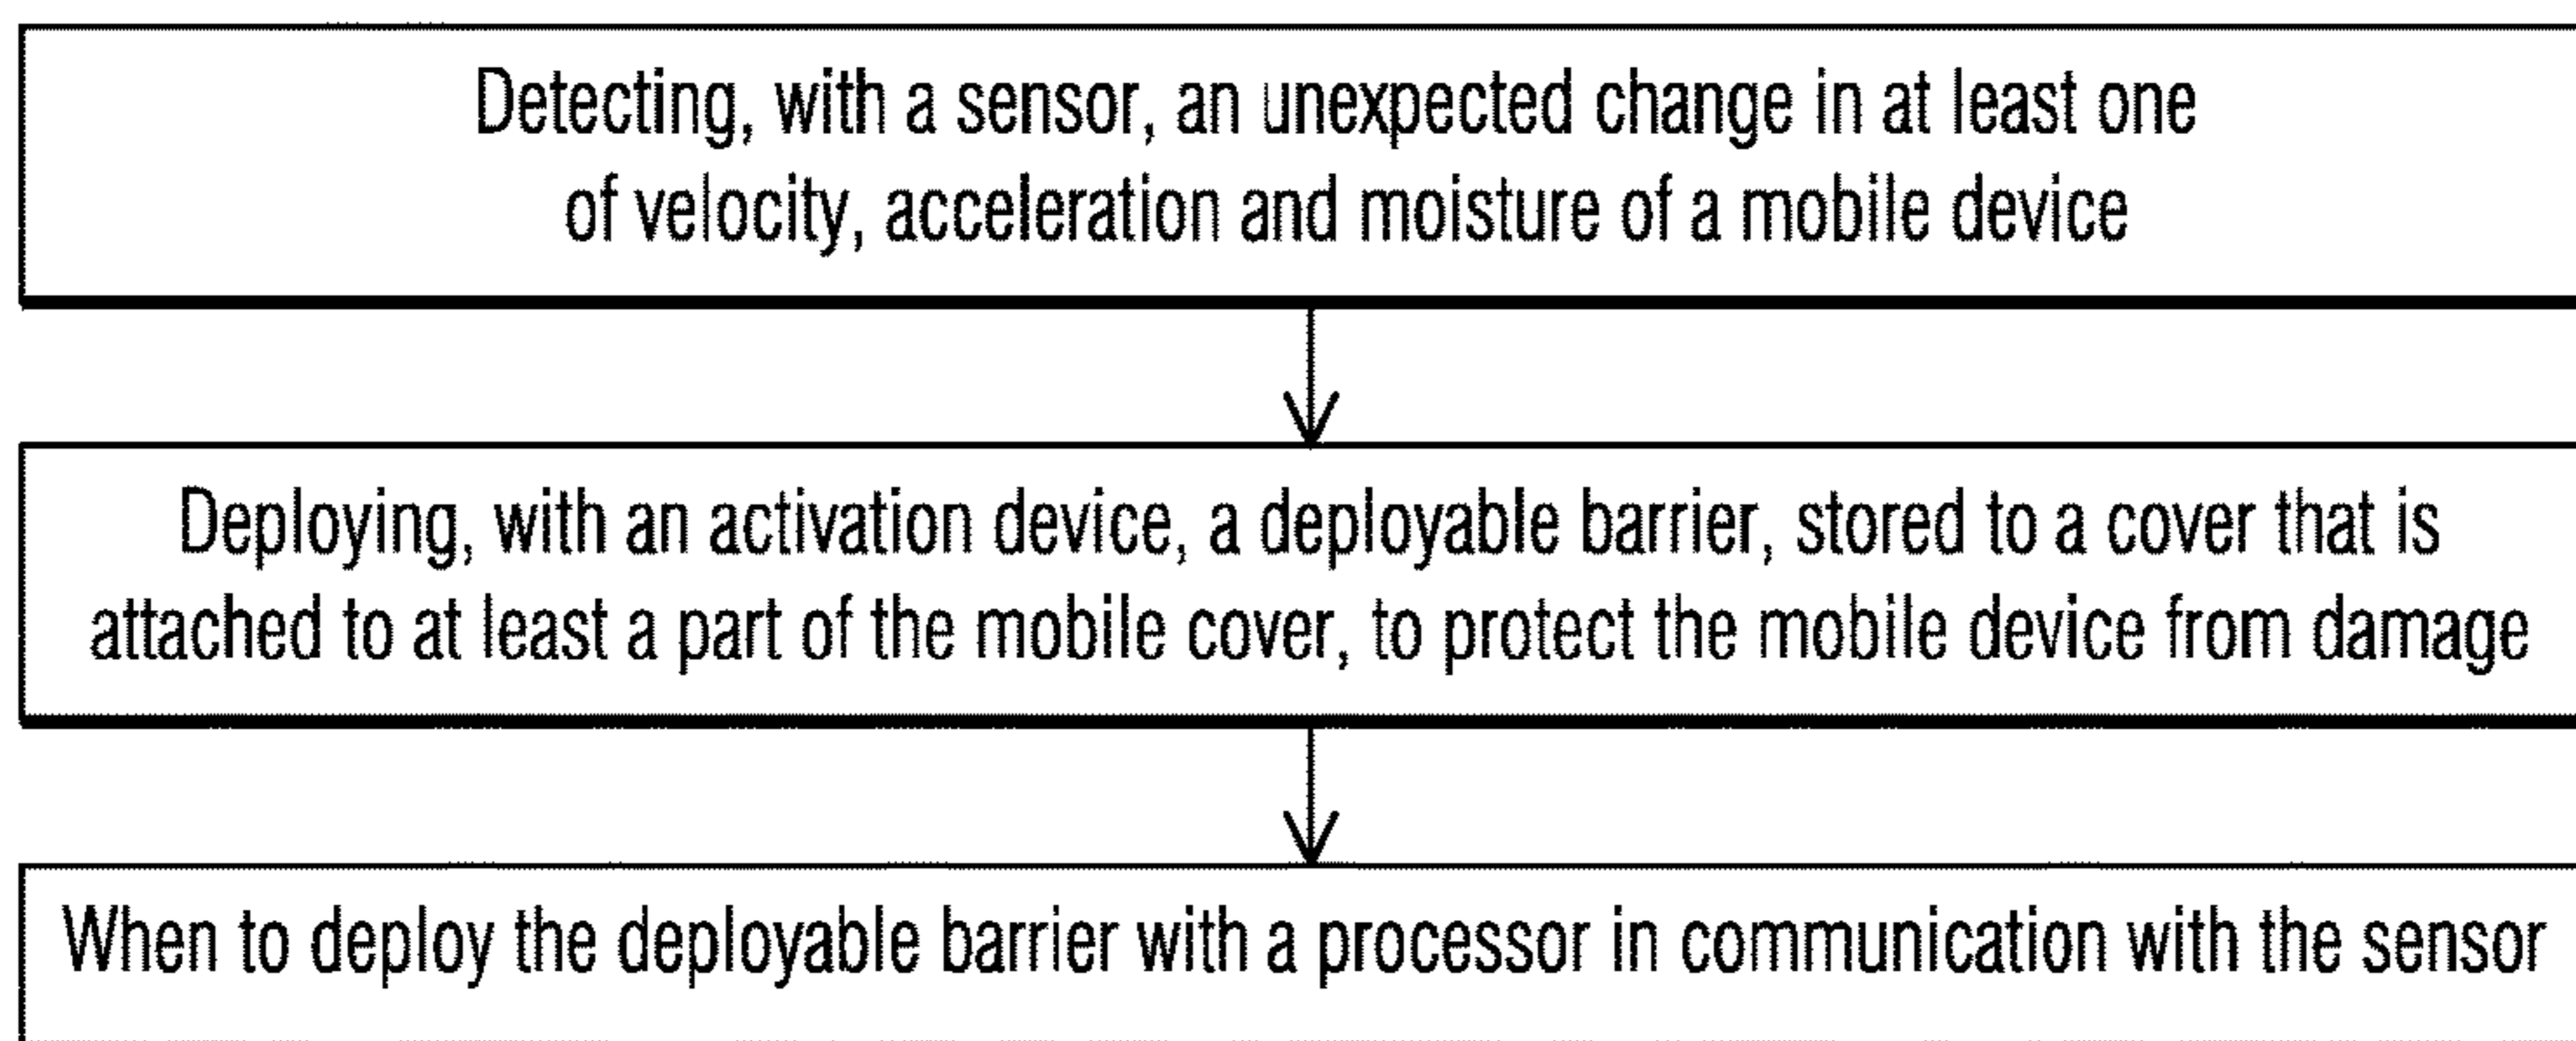 Detecting, with a sensor, an unexpected change in at least one
of velocity, acceleration and moisture of a mobile device
Deploying, with an activation device, a deployable barrier, stored to a cover that is
attached to at least a part of the mobile cover, to protect the mobile device from damage
When to deploy the deployable barrier with a processor in communication with the sensor